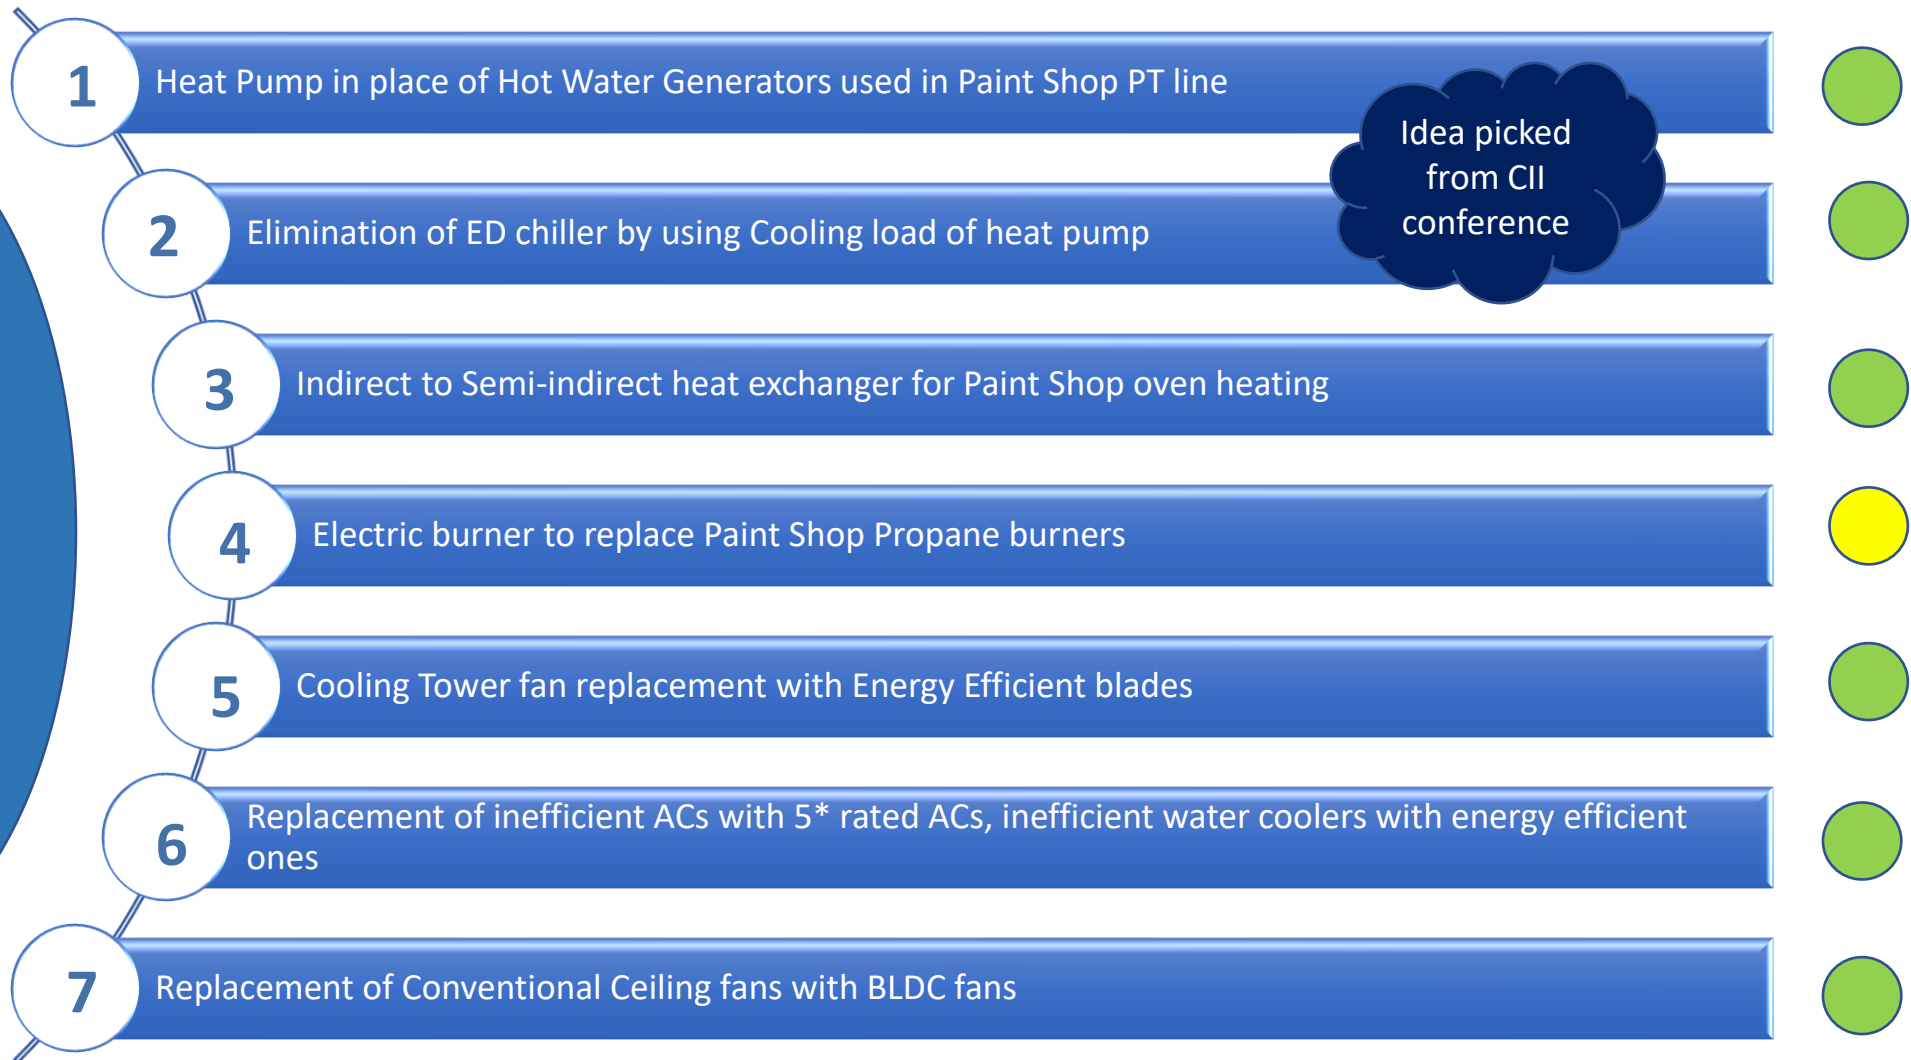 1
Heat Pump in place of Hot Water Generators used in Paint Shop PT line
Idea picked
from CII
conference
2
Elimination of ED chiller by using Cooling load of heat pump
3
Indirect to Semi-indirect heat exchanger for Paint Shop oven heating
4
Electric burner to replace Paint Shop Propane burners
5
Cooling Tower fan replacement with Energy Efficient blades
6
Replacement of inefficient ACs with 5* rated ACs, inefficient water coolers with energy efficient
ones
7
Replacement of Conventional Ceiling fans with BLDC fans